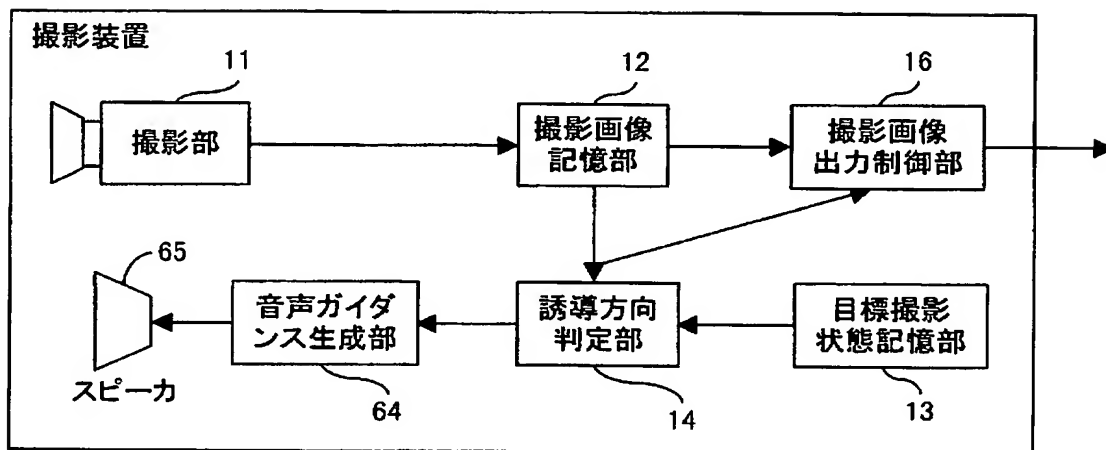 撮影装置
11
12
16
撮影部
撮影画像
記憶部
撮影画像
出力制御部
65
音声ガイダ
ンス生成部
誘導方向
判定部
目標撮影
状態記憶部
スピーカ
64
14
13